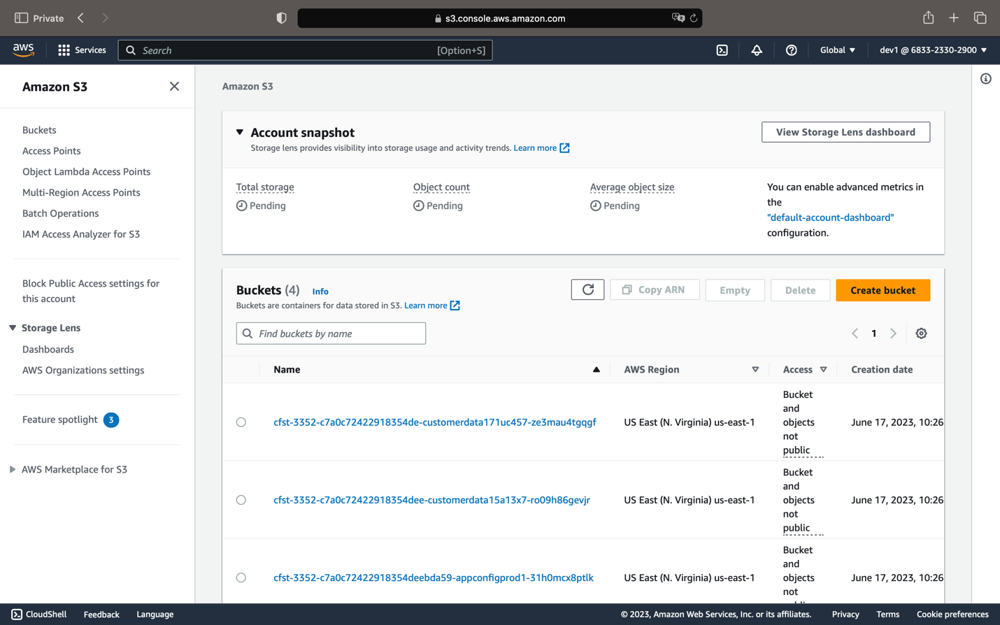 Private
s3.console.aws.amazon.com
aws
Services
Search
[Option+S]
Global
dev1 @ 6833-2330-2900
Amazon S3
Buckets
Access Points
Object Lambda Access Points
Multi-Region Access Points
Batch Operations
IAM Access Analyzer for S3
Block Public Access settings for
this account
Storage Lens
Dashboards
AWS Organizations settings
Feature spotlight 3
AWS Marketplace for S3
Amazon S3
Account snapshot
Storage lens provides visibility into storage usage and activity trends. Learn more
View Storage Lens dashboard
Total storage
Pending
Object count
Pending
Average object size
Pending
You can enable advanced metrics in
the
"default-account-dashboard"
configuration.
Buckets (4) Info
Buckets are containers for data stored in S3. Learn more
Copy ARN
Empty
Delete
Create bucket
Find buckets by name
1
Name
AWS Region
Access
Creation date
cfst-3352-c7a0c72422918354de-customerdata171uc457-ze3mau4tgqgf
US East (N. Virginia) us-east-1
Bucket
and
objects
not
public
June 17, 2023, 10:26
cfst-3352-c7a0c72422918354dee-customerdata15a13x7-ro09h86gevjr
US East (N. Virginia) us-east-1
Bucket
and
objects
not
public
June 17, 2023, 10:26
cfst-3352-c7a0c72422918354deebda59-appconfigprod1-31h0mcx8ptlk
US East (N. Virginia) us-east-1
Bucket
and
objects
not
June 17, 2023, 10:26
CloudShell
Feedback
Language
© 2023, Amazon Web Services, Inc. or its affiliates.
Privacy
Terms
Cookie preferences